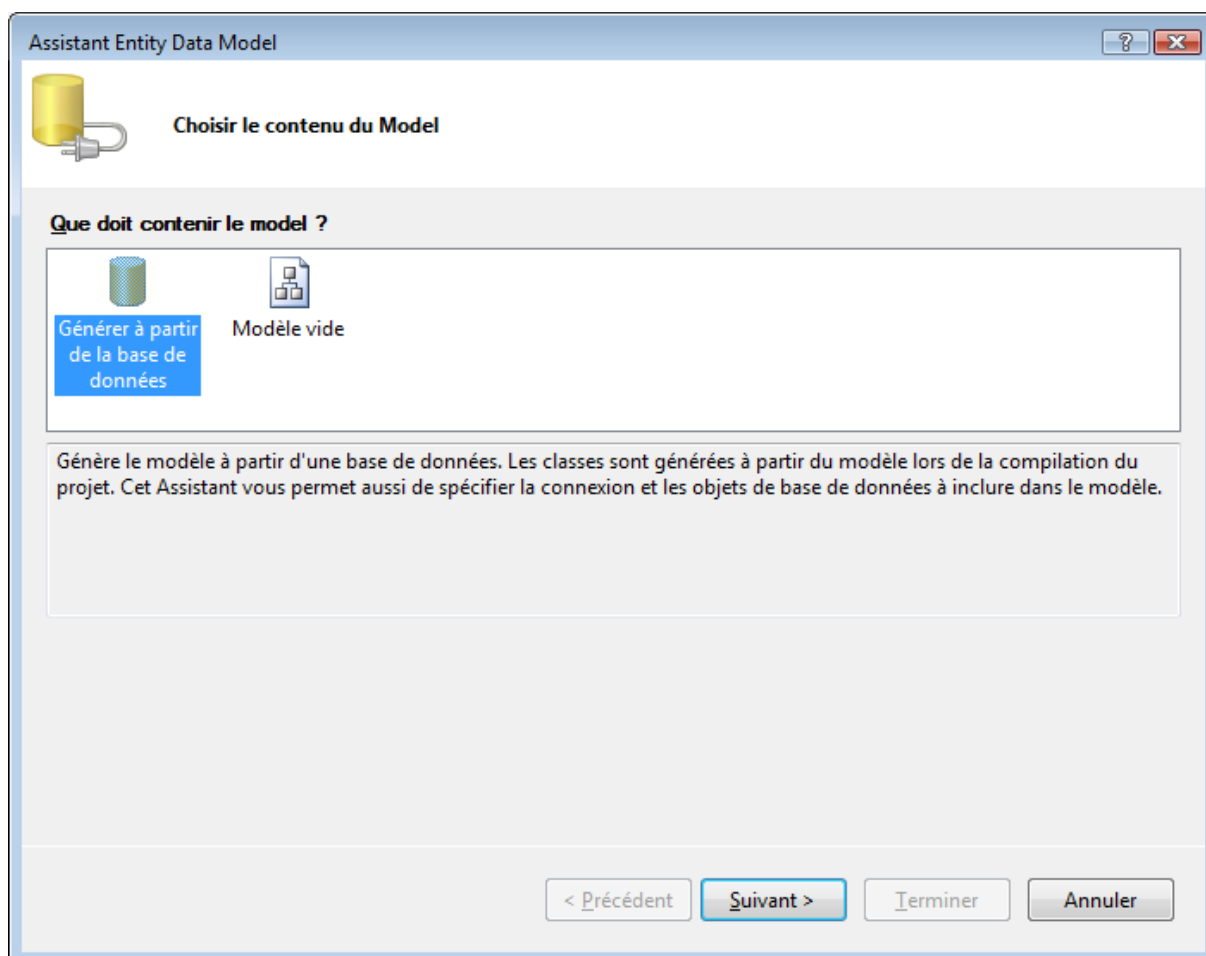 Assistant Entity Data Model
Choisir le contenu du Model
Que doit contenir le model ?
Générer à partir
de la base de
données
Modèle vide
Génère le modèle à partir d'une base de données. Les classes sont générées à partir du modèle lors de la compilation du
projet. Cet Assistant vous permet aussi de spécifier la connexion et les objets de base de données à inclure dans le modèle.
< Précédent
Suivant >
Terminer
Annuler